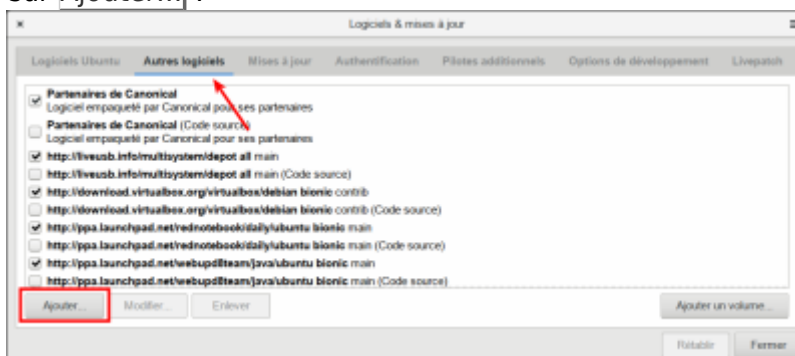 sur Ajouter… :
Logiciels & mises à jour
Logiciels Ubuntu Autres logiciels Mises à jour Authentification Pilotes additionnels Options de développement Livepatch
Partenaires de Canonical
Logiciel empaqueté par Canonical pour ses partenaires
Partenaires de Canonical (Code source)
Logiciel empaqueté par Canonical pour ses partenaires
http://liveusb.info/multisystem/depot all main
http://liveusb.info/multisystem/depot all main (Code source)
http://download.virtualbox.org/virtualbox/debian bionic contrib
http://download.virtualbox.org/virtualbox/debian bionic contrib (Code source)
http://ppa.launchpad.net/rednotebook/daily/ubuntu bionic main
http://ppa.launchpad.net/rednotebook/daily/ubuntu bionic main (Code source)
http://ppa.launchpad.net/webupd8team/java/ubuntu bionic main
http://ppa.launchpad.net/webupd8team/java/ubuntu bionic main (Code source)
Ajouter... Modifier... Enlever Ajouter un volume...
Rétablir Fermer